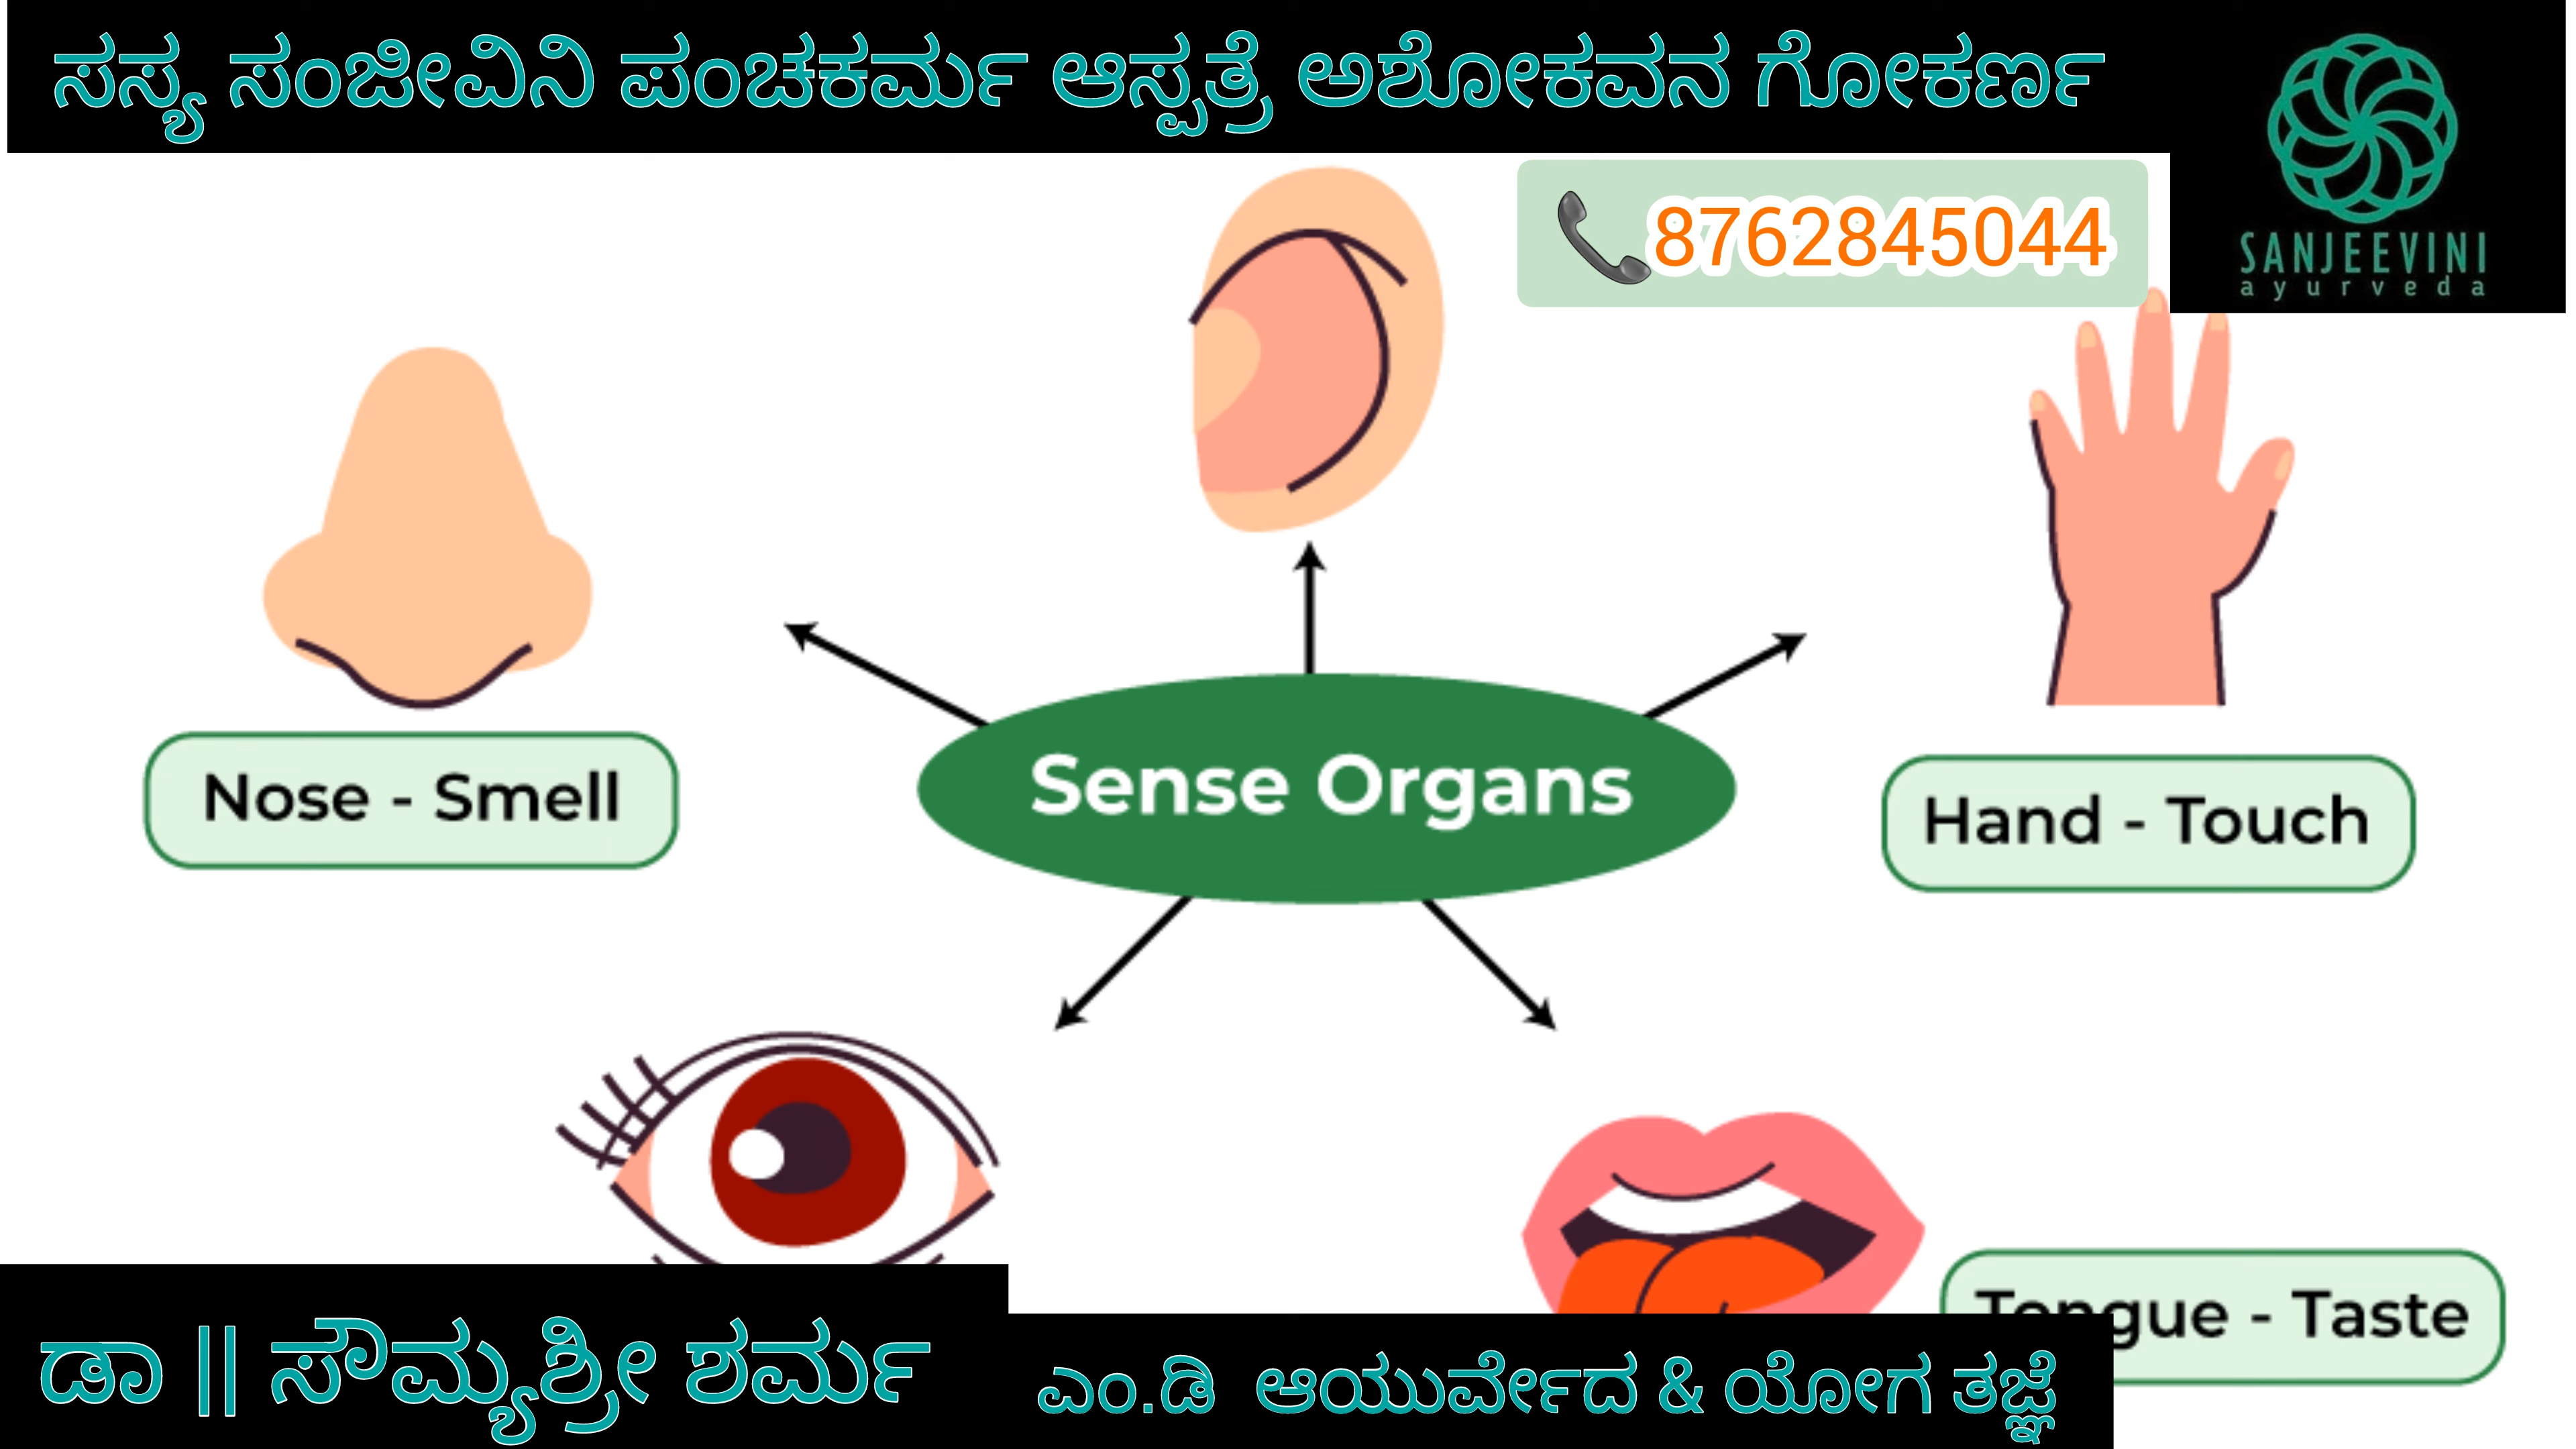 ಸಸ್ಯ ಸಂಜೀವಿನಿ ಪಂಚಕರ್ಮ ಆಸ್ಪತ್ರೆ ಅಶೋಕವನ ಗೋಕರ್ಣ
SANJEEVINI
ayurveda
8762845044
Nose - Smell
Sense Organs
Hand - Touch
Tongue - Taste
ಡಾ || ಸೌಮ್ಯಶ್ರೀ ಶರ್ಮ
ಎಂ.ಡಿ ಆಯುರ್ವೇದ & ಯೋಗ ತಜ್ಞೆ